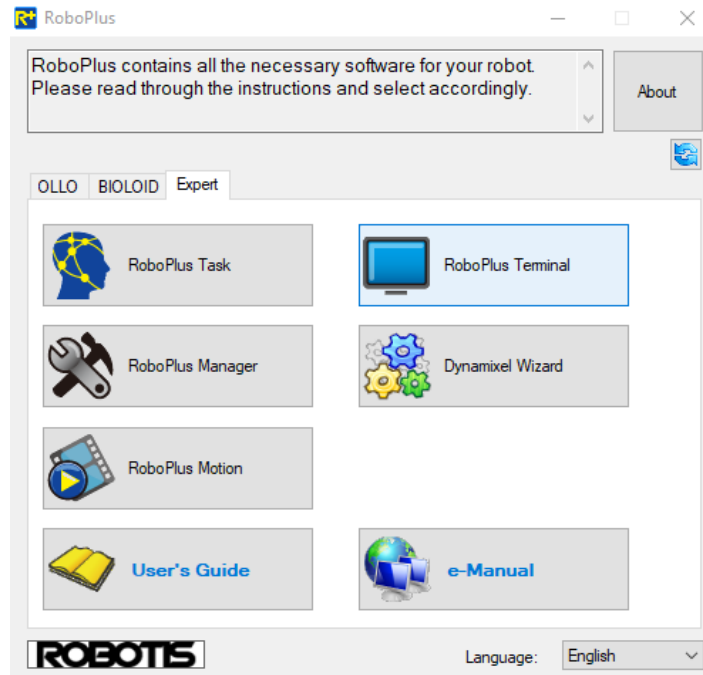 RoboPlus
RoboPlus contains all the necessary software for your robot.
Please read through the instructions and select accordingly.
About
OLLO BIOLOID Expert
RoboPlus Task
RoboPlus Terminal
RoboPlus Manager
Dynamixel Wizard
RoboPlus Motion
User's Guide
e-Manual
ROBOTIS
Language: English